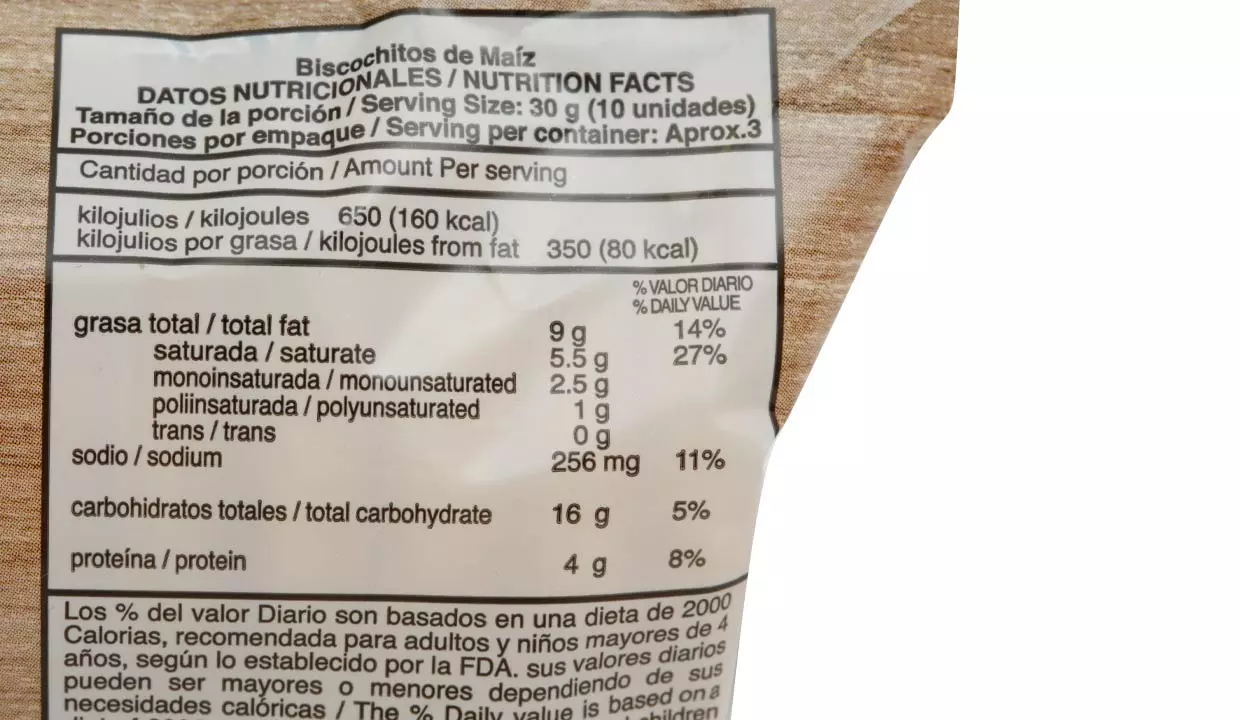 Biscochitos de Maíz
DATOS NUTRICIONALES / NUTRITION FACTS
Tamaño de la porción / Serving Size: 30 g (10 unidades)
Porciones por empaque / Serving per container: Aprox.3
Cantidad por porción / Amount Per serving
kilojulios / kilojoules 650 (160 kcal)
kilojulios por grasa / kilojoules from fat 350 (80 kcal)
% VALOR DIARIO
% DAILY VALUE
grasa total / total fat 9 g 14%
saturada / saturate 5.5 g 27%
monoinsaturada / monounsaturated 2.5 g
poliinsaturada / polyunsaturated 1 g
trans / trans 0 g
sodio / sodium 256 mg 11%
carbohidratos totales / total carbohydrate 16 g 5%
proteína / protein 4 g 8%
Los % del valor Diario son basados en una dieta de 2000
Calorias, recomendada para adultos y niños mayores de 4
años, según lo establecido por la FDA. sus valores diarios
pueden ser mayores o menores dependiendo de sus
necesidades calóricas / The % Daily value is based on a
children